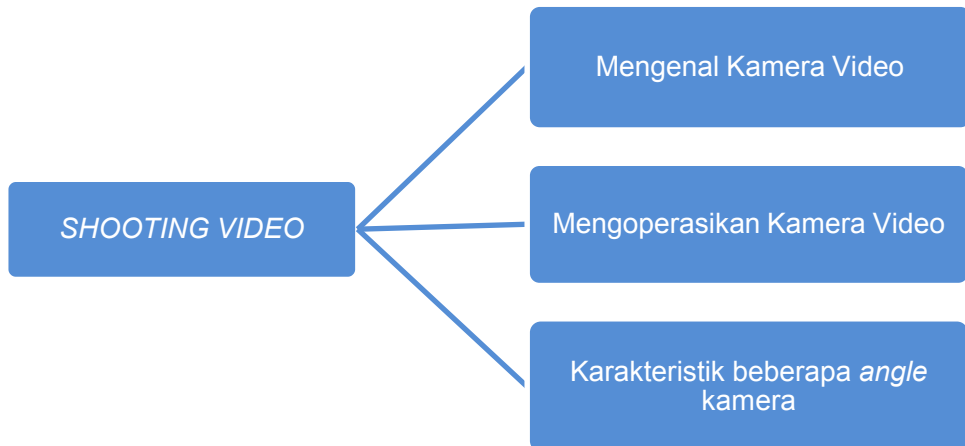 SHOOTING VIDEO
Mengenal Kamera Video
Mengoperasikan Kamera Video
Karakteristik beberapa angle
kamera